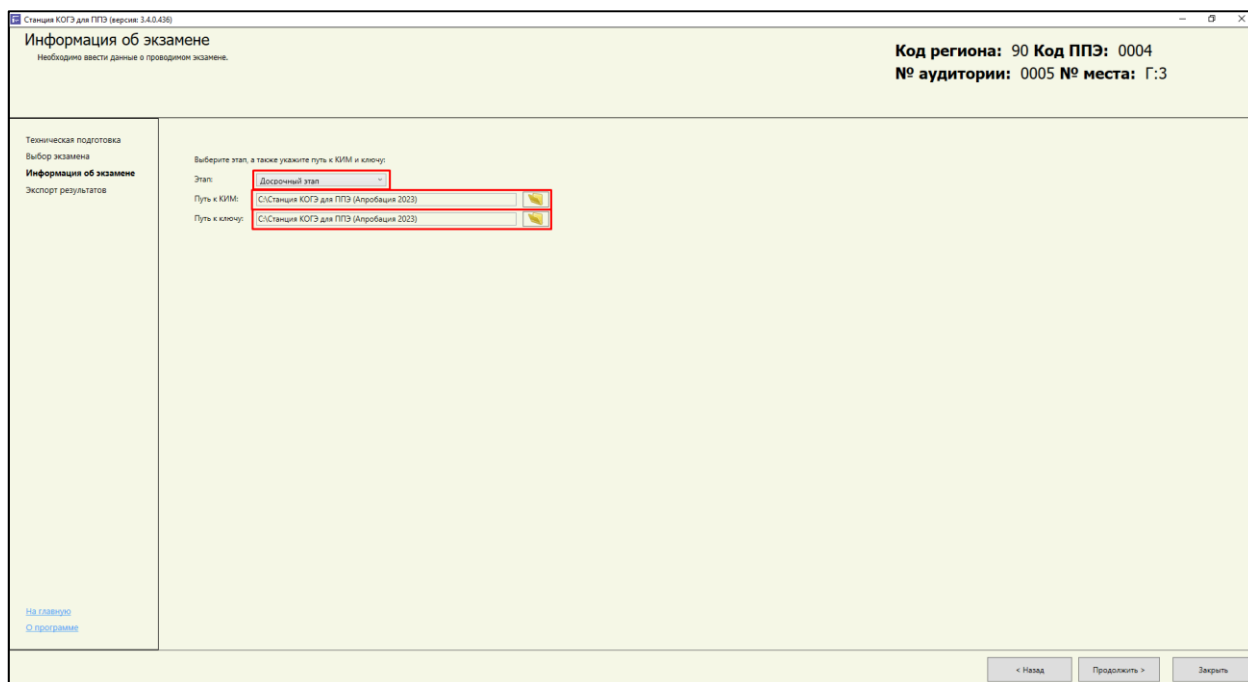 Станция КОГЭ для ППЭ (версия: 3.4.0.436)
Информация об экзамене
Необходимо ввести данные о проводимом экзамене.
Код региона: 90 Код ППЭ: 0004
№ аудитории: 0005 № места: Г:3
Техническая подготовка
Выбор экзамена
Информация об экзамене
Экспорт результатов
Выберите этап, а также укажите путь к КИМ и ключу:
Этап: Досрочный этап
Путь к КИМ: C:\Станция КОГЭ для ППЭ (Апробация 2023)
Путь к ключу: C:\Станция КОГЭ для ППЭ (Апробация 2023)
На главную
О программе
< Назад Продолжить > Закрыть